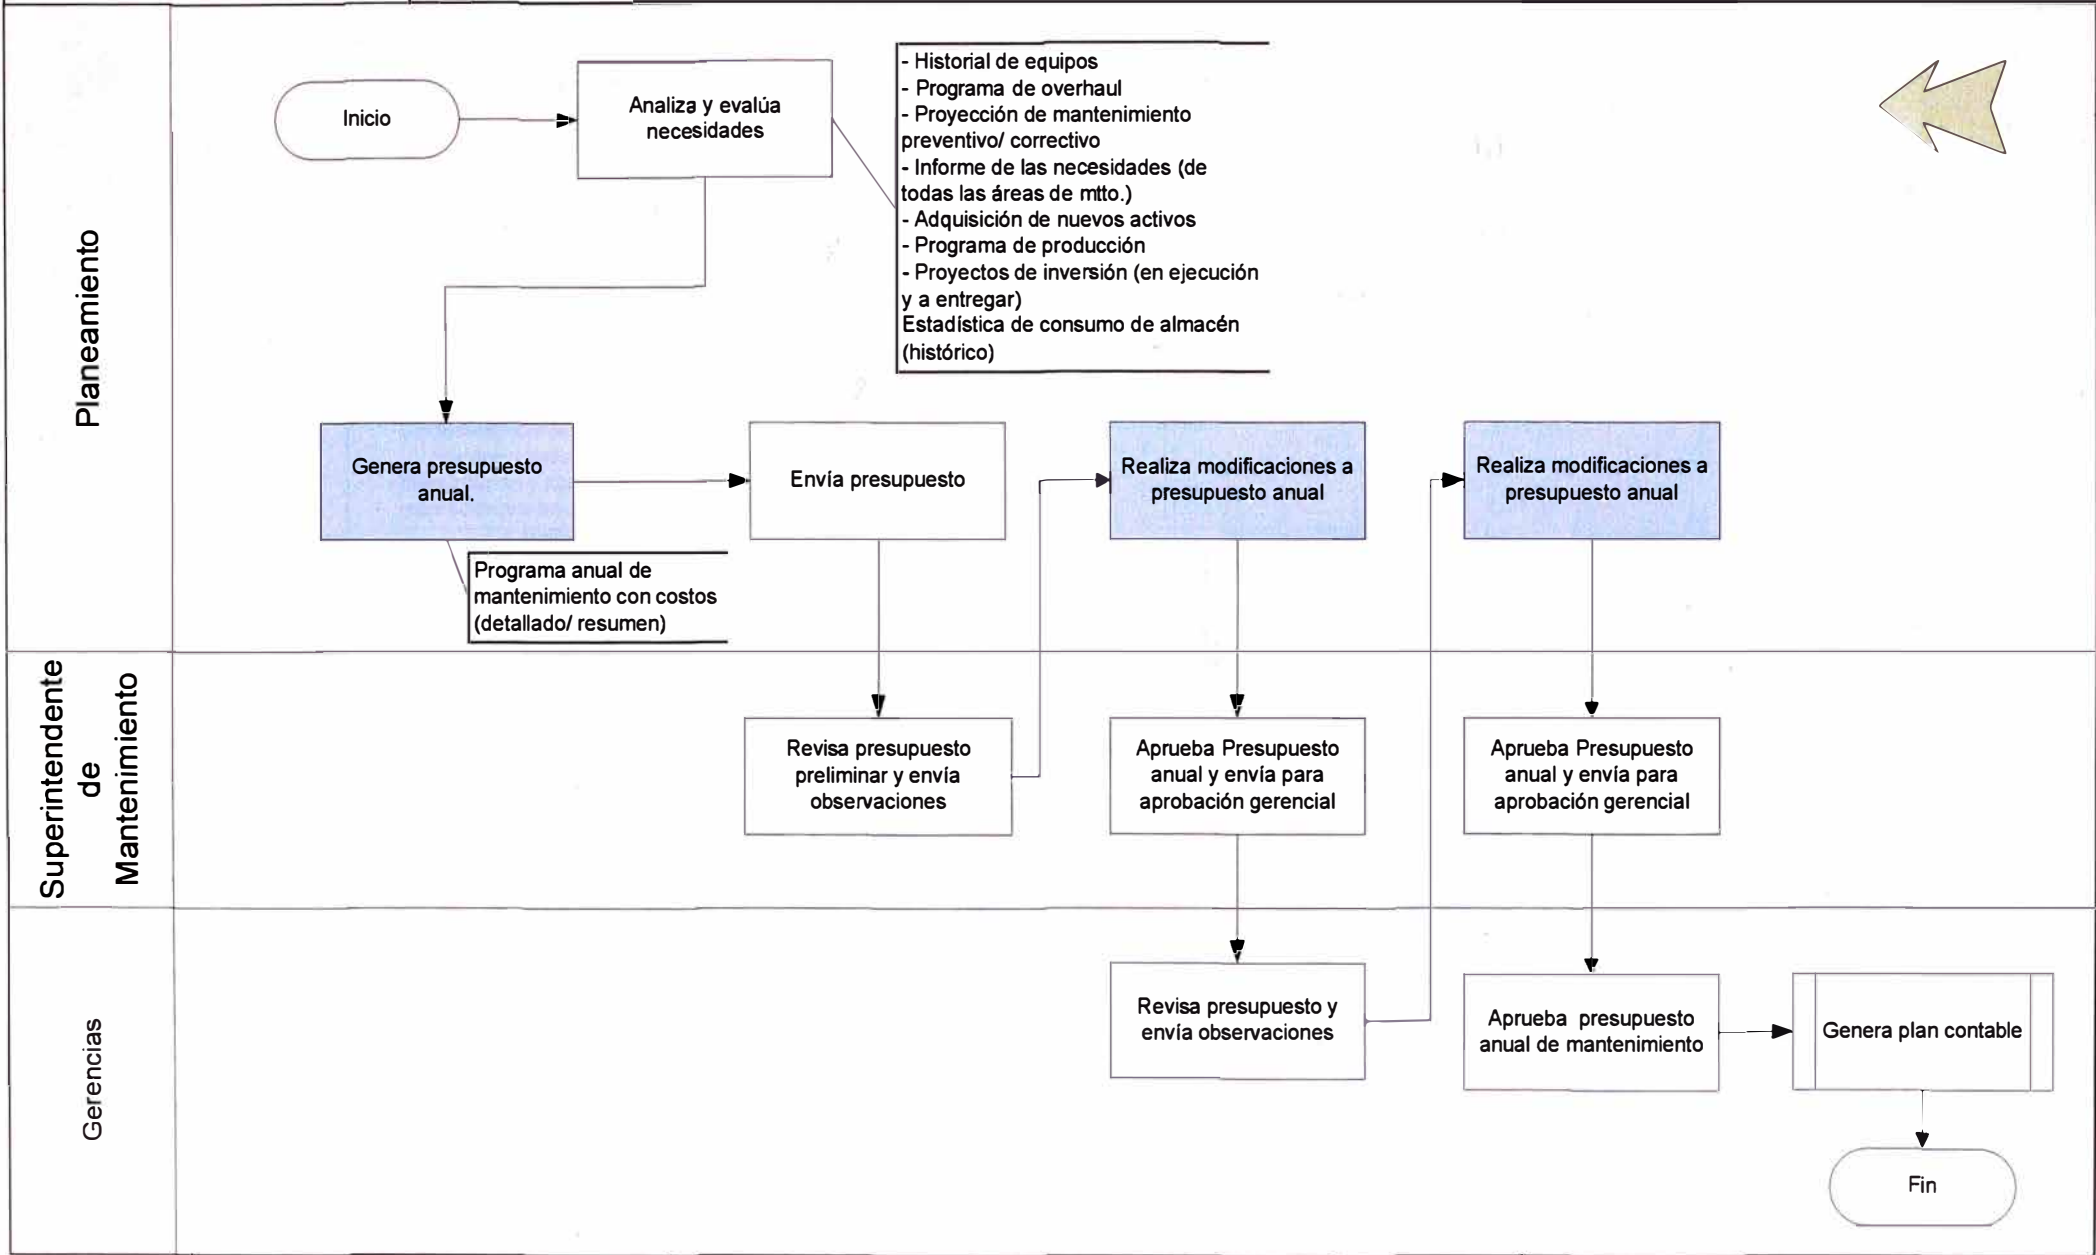 Planeamiento
Inicio
Analiza y evalúa
necesidades
- Historial de equipos
- Programa de overhaul
- Proyección de mantenimiento
preventivo/ correctivo
- Informe de las necesidades (de
todas las áreas de mtto.)
- Adquisición de nuevos activos
- Programa de producción
- Proyectos de inversión (en ejecución
y a entregar)
Estadística de consumo de almacén
(histórico)
Genera presupuesto
anual.
Programa anual de
mantenimiento con costos
(detallado/ resumen)
Envía presupuesto
Realiza modificaciones a
presupuesto anual
Realiza modificaciones a
presupuesto anual
Superintendente
de
Mantenimiento
Revisa presupuesto
preliminar y envía
observaciones
Aprueba Presupuesto
anual y envía para
aprobación gerencial
Aprueba Presupuesto
anual y envía para
aprobación gerencial
Gerencias
Revisa presupuesto y
envía observaciones
Aprueba presupuesto
anual de mantenimiento
Genera plan contable
Fin